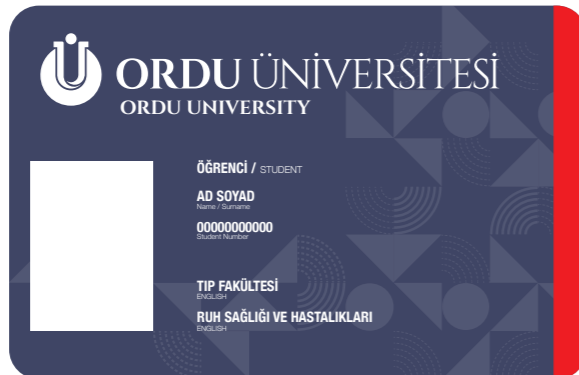 ORDU ÜNİVERSİTESİ
ORDU UNIVERSITY
ÖĞRENCİ / STUDENT
AD SOYAD
Name / Surname
00000000000
Student Number
TIP FAKÜLTESİ
ENGLISH
RUH SAĞLIĞI VE HASTALIKLARI
ENGLISH